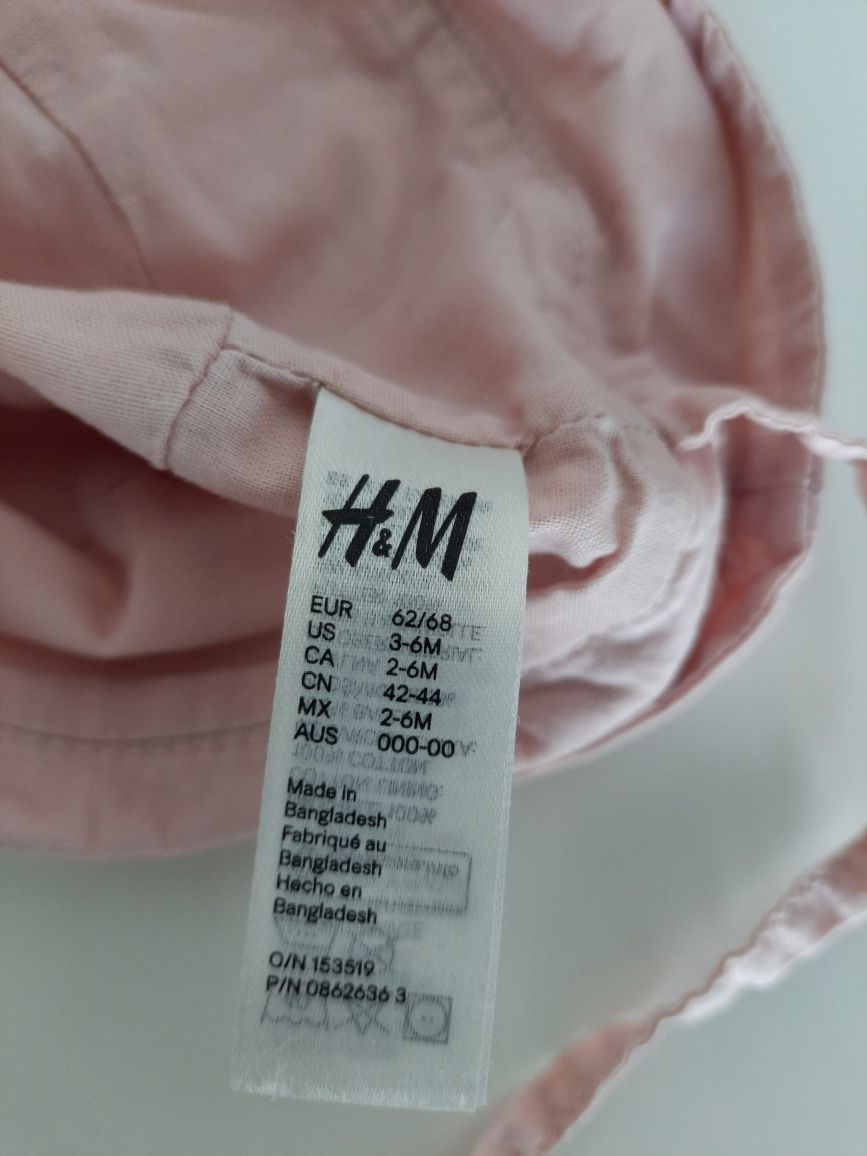 H&M
EUR 62/68
US 3-6M
CA 2-6M
CN 42-44
MX 2-6M
AUS 000-00
Made in
Bangladesh
Fabriqué au
Bangladesh
Hecho en
Bangladesh
O/N 153519
P/N 0862636 3